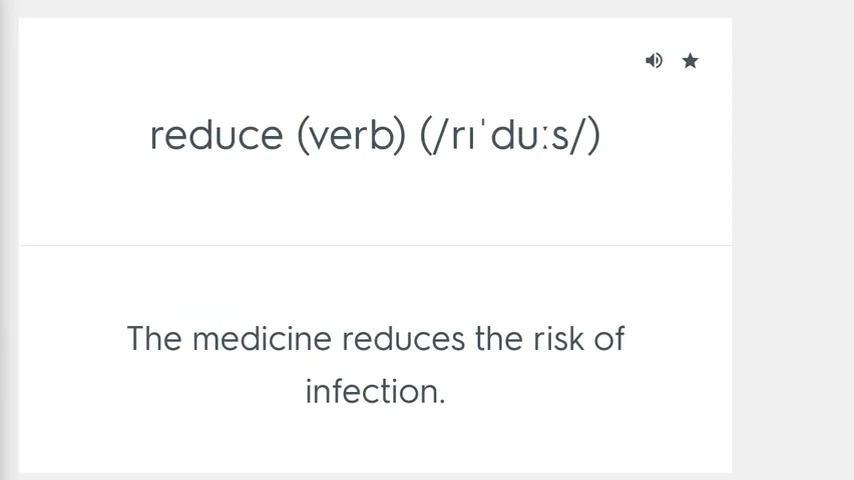 reduce (verb) (/rɪˈduːs/)
The medicine reduces the risk of
infection.